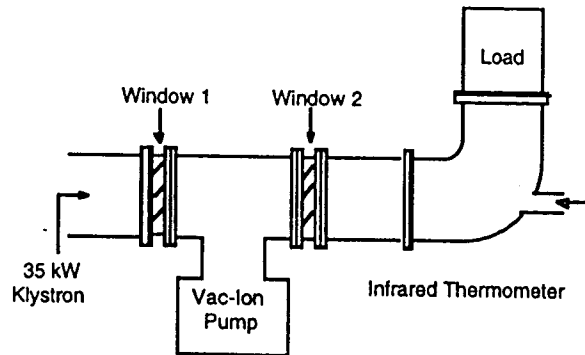 Load
Window 1
Window 2
35 kW
Klystron
Vac-Ion
Pump
Infrared Thermometer